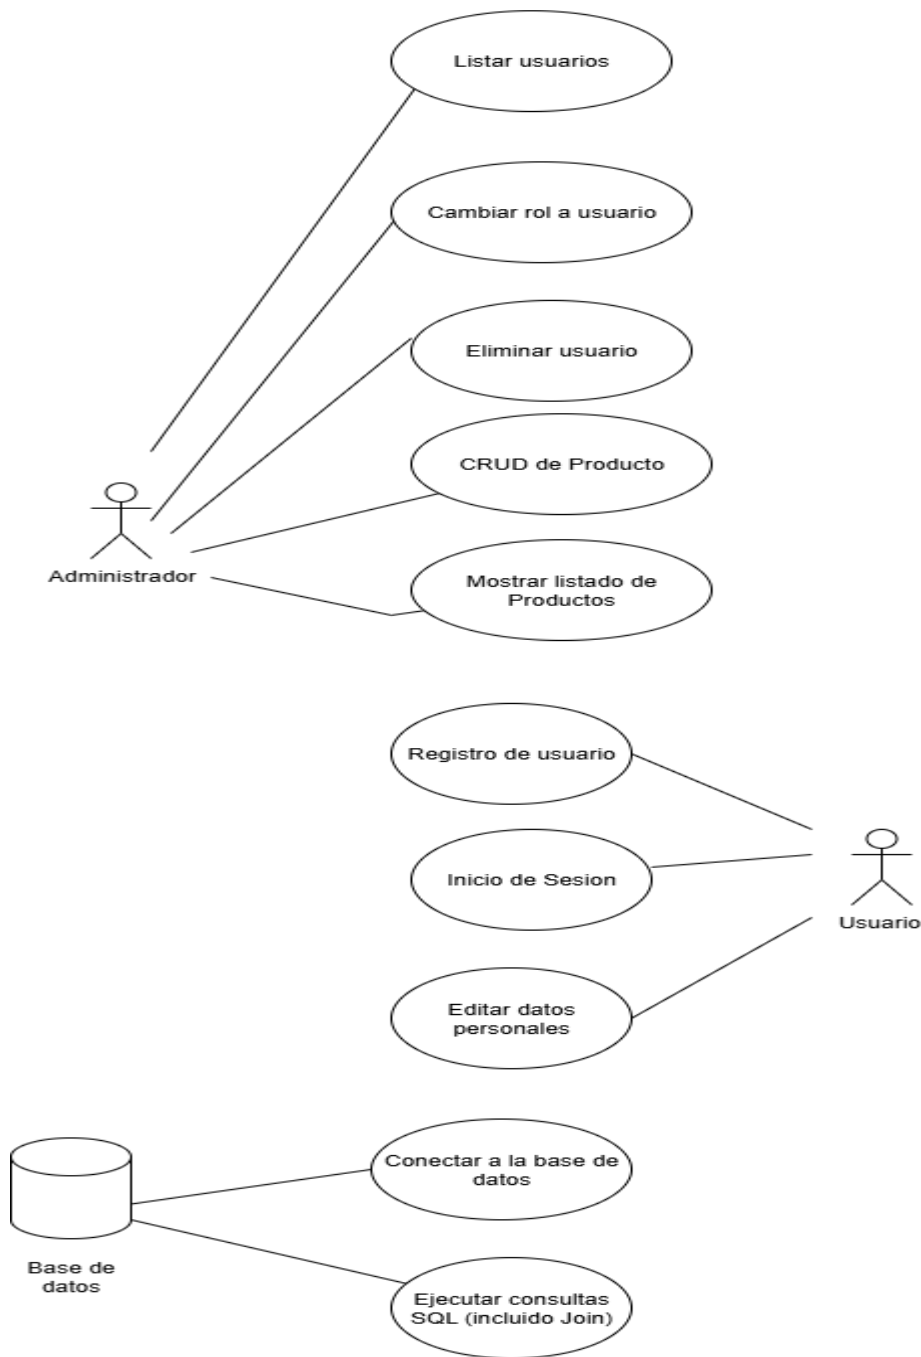 Listar usuarios
Cambiar rol a usuario
Eliminar usuario
CRUD de Producto
Administrador
Mostrar listado de
Productos
Registro de usuario
Inicio de Sesion
Usuario
Editar datos
personales
Conectar a la base de
datos
Base de
datos
Ejecutar consultas
SQL (incluido Join)